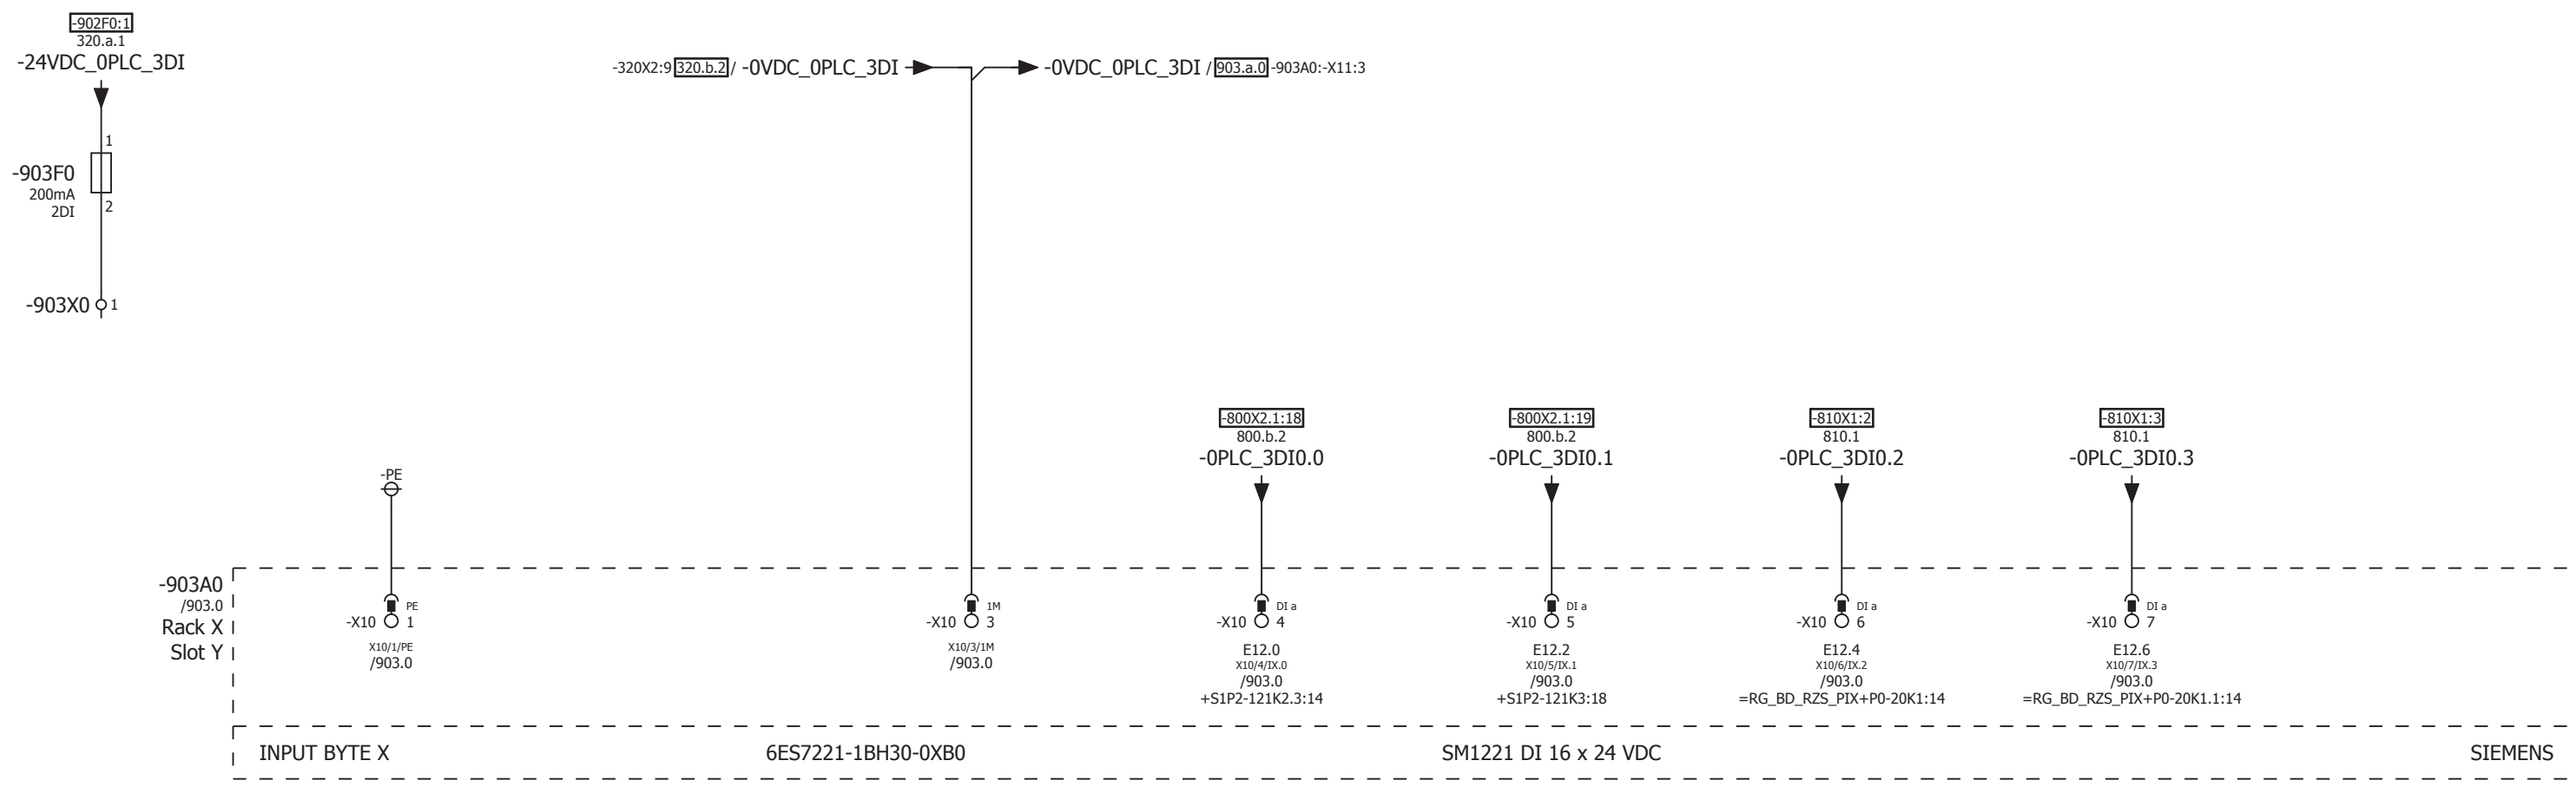 -902F0:1
320.a.1
-24VDC_0PLC_3DI
1
-903F0
200mA
2DI
2
-903X0 1
-320X2:9 320.b.2 / -0VDC_0PLC_3DI
-0VDC_0PLC_3DI / 903.a.0 -903A0:-X11:3
-PE
-800X2.1:18
800.b.2
-0PLC_3DI0.0
-800X2.1:19
800.b.2
-0PLC_3DI0.1
-810X1:2
810.1
-0PLC_3DI0.2
-810X1:3
810.1
-0PLC_3DI0.3
-903A0
/903.0
Rack X
Slot Y
PE
-X10 1
X10/1/PE
/903.0
1M
-X10 3
X10/3/1M
/903.0
DI a
-X10 4
E12.0
X10/4/IX.0
/903.0
+S1P2-121K2.3:14
DI a
-X10 5
E12.2
X10/5/IX.1
/903.0
+S1P2-121K3:18
DI a
-X10 6
E12.4
X10/6/IX.2
/903.0
=RG_BD_RZS_PIX+P0-20K1:14
DI a
-X10 7
E12.6
X10/7/IX.3
/903.0
=RG_BD_RZS_PIX+P0-20K1.1:14
INPUT BYTE X 6ES7221-1BH30-0XB0 SM1221 DI 16 x 24 VDC SIEMENS